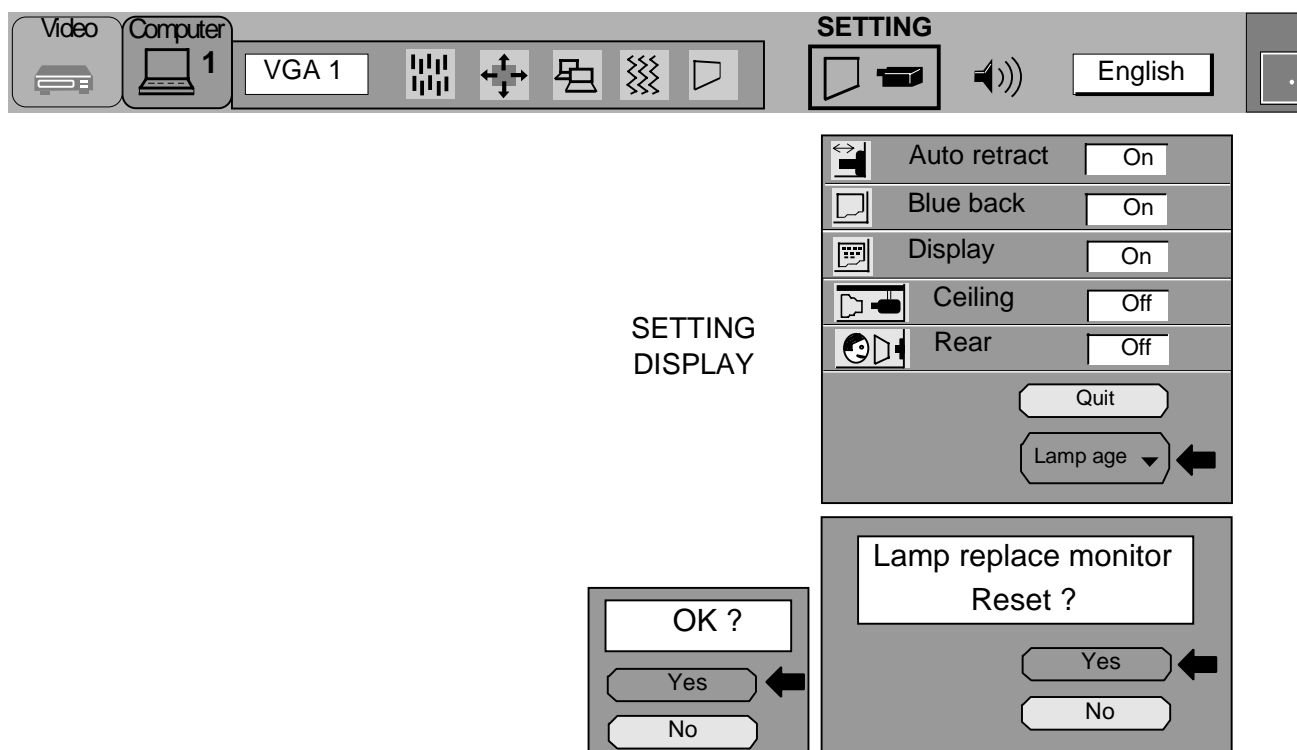 Video
Computer
1
VGA 1
SETTING
English
Auto retract On
Blue back On
Display On
Ceiling Off
Rear Off
Quit
Lamp age
SETTING
DISPLAY
Lamp replace monitor
Reset ?
Yes
No
OK ?
Yes
No